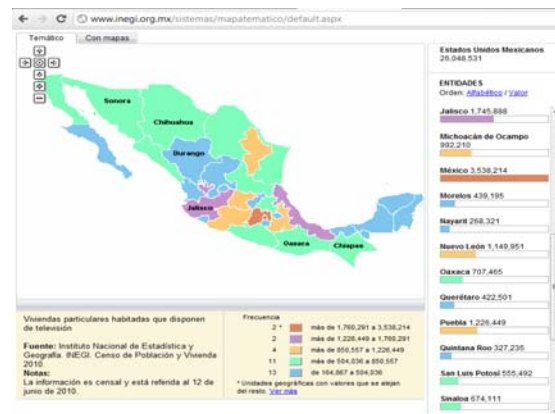 www.inegi.org.mx/sistemas/mapatematico/default.aspx
Temático
Con mapas
Sonora
Chihuahua
Durango
Jalisco
Oaxaca
Chiapas
Estados Unidos Mexicanos
26,048,531
ENTIDADES
Orden: Alfabético / Valor
Jalisco 1,745,888
Michoacán de Ocampo
992,210
México 3,538,214
Morelos 439,195
Nayarit 268,321
Nuevo León 1,149,951
Oaxaca 707,465
Querétaro 422,501
Puebla 1,226,449
Quintana Roo 327,235
San Luis Potosí 555,492
Sinaloa 674,111
Viviendas particulares habitadas que disponen
de televisión
Fuente: Instituto Nacional de Estadística y
Geografía. INEGI. Censo de Población y Vivienda
2010.
Notas:
La información es censal y está referida al 12 de
junio de 2010.
Frecuencia
2 * más de 1,760,291 a 3,538,214
2 más de 1,226,449 a 1,760,291
4 más de 850,557 a 1,226,449
11 más de 504,036 a 850,557
13 de 164,867 a 504,036
* Unidades geográficas con valores que se alejan
del resto. Ver más